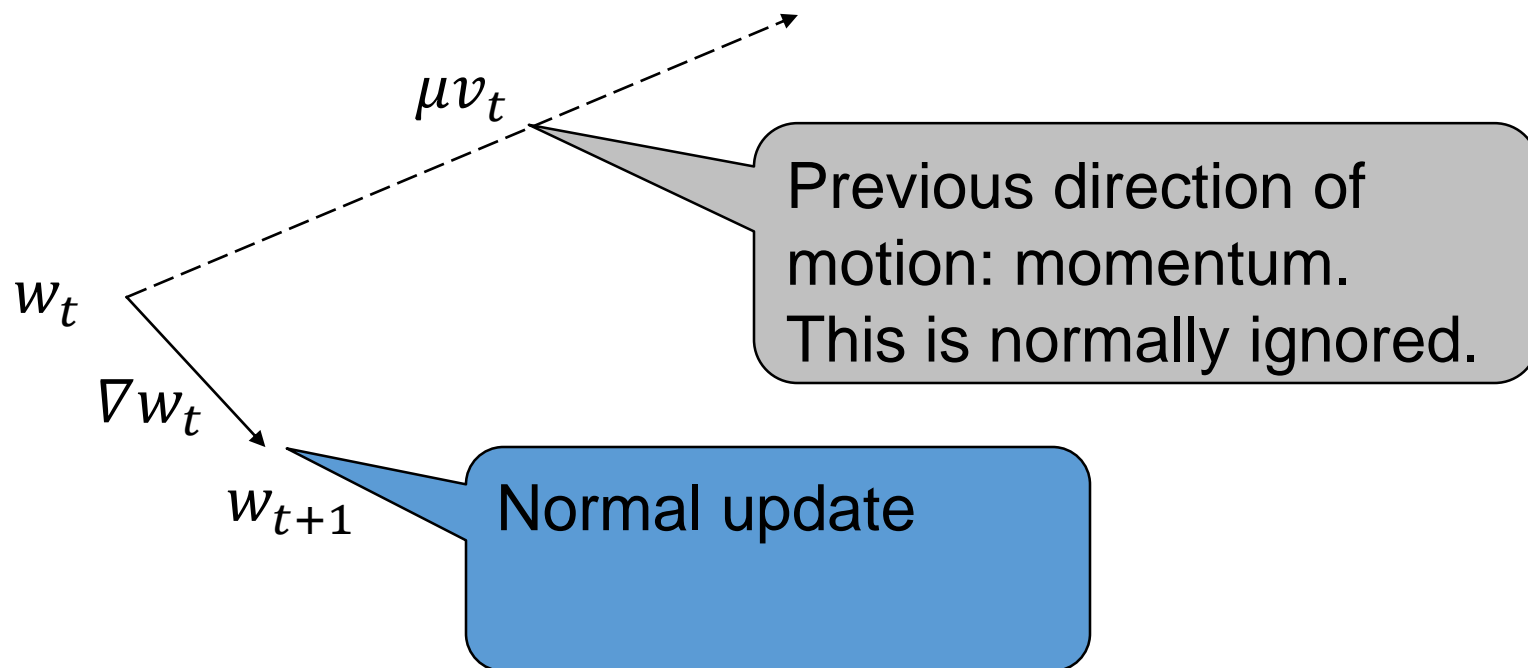 μv_t
Previous direction of
motion: momentum.
This is normally ignored.
w_t
∇w_t
w_{t+1}
Normal update